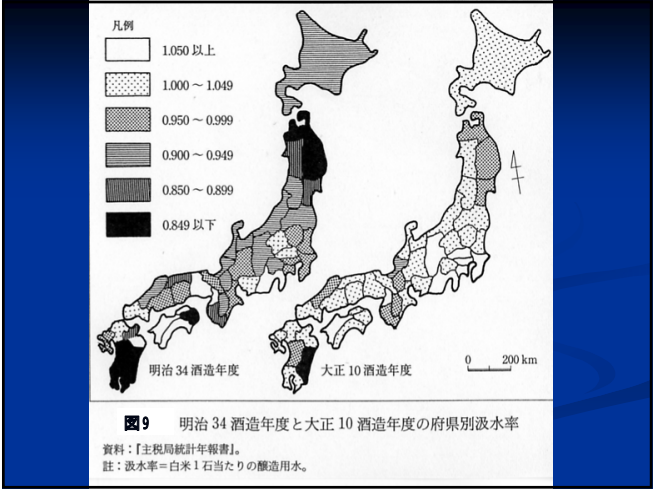 凡例
1.050 以上
1.000 ～ 1.049
0.950 ～ 0.999
0.900 ～ 0.949
0.850 ～ 0.899
0.849 以下
明治 34 酒造年度
大正 10 酒造年度
0 200 km
図9 明治 34 酒造年度と大正 10 酒造年度の府県別汲水率
資料：『主税局統計年報書』。
註：汲水率＝白米 1 石当たりの醸造用水。